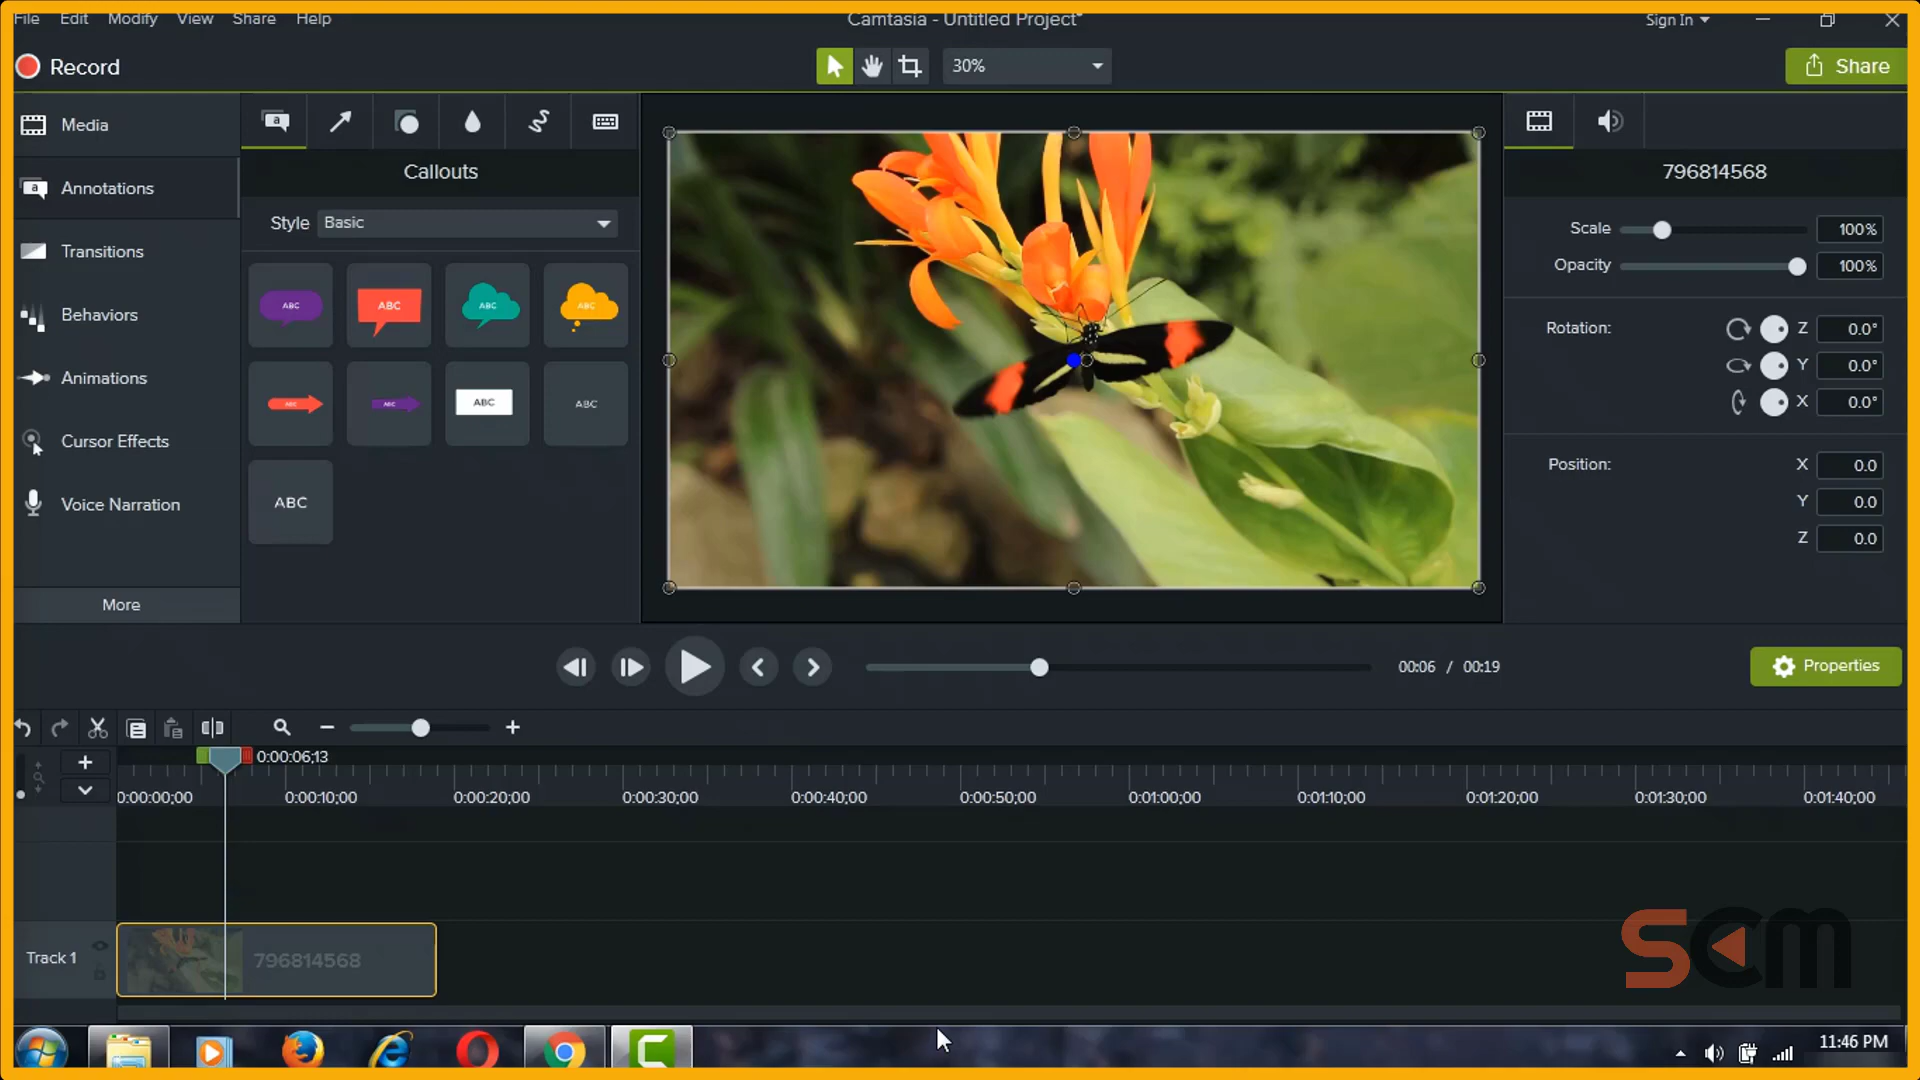 File Edit Modify View Share Help
Camtasia - Untitled Project*
Sign In
Record
30%
Share
Media
Annotations
Transitions
Behaviors
Animations
Cursor Effects
Voice Narration
More
a
a
Callouts
Style Basic
ABC ABC ABC ABC
ABC ABC ABC ABC
ABC
796814568
Scale 100%
Opacity 100%
Rotation: Z 0.0°
Y 0.0°
X 0.0°
Position: X 0.0
Y 0.0
Z 0.0
00:06 / 00:19
Properties
0:00:06;13
0:00:00;00 0:00:10;00 0:00:20;00 0:00:30;00 0:00:40;00 0:00:50;00 0:01:00;00 0:01:10;00 0:01:20;00 0:01:30;00 0:01:40;00
Track 1
796814568
SCM
11:46 PM